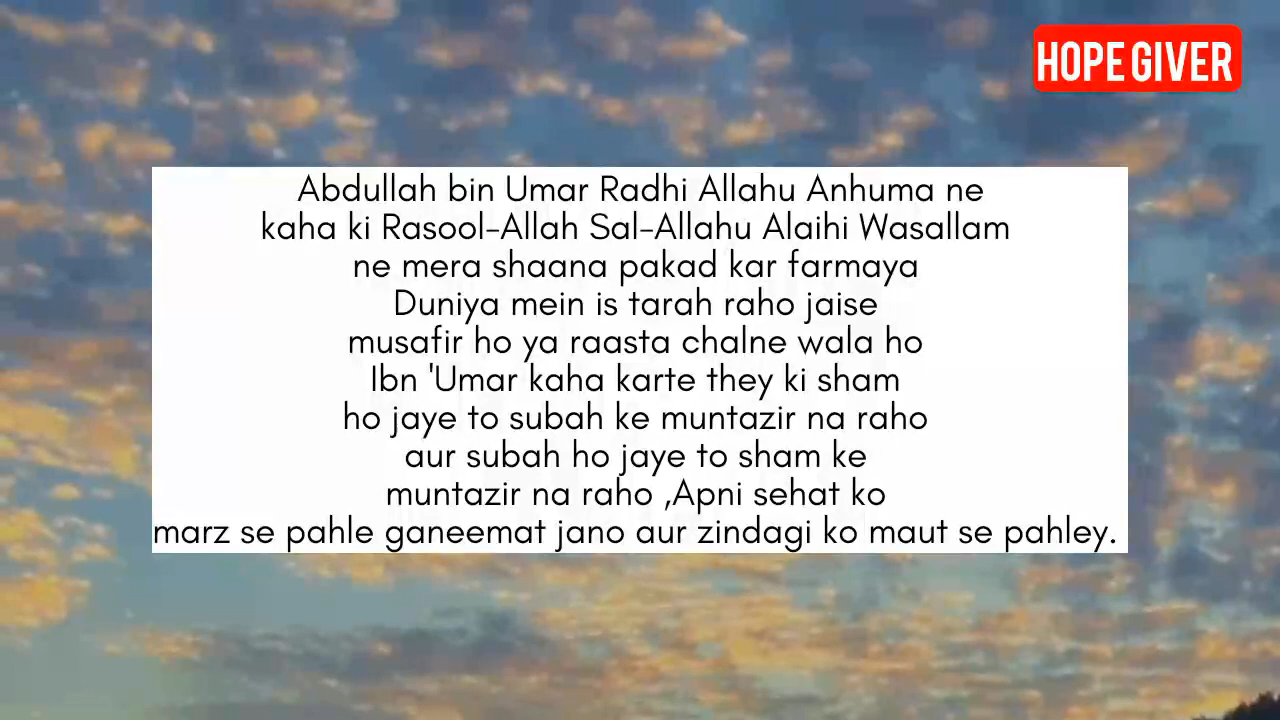 HOPE GIVER
Abdullah bin Umar Radhi Allahu Anhuma ne
kaha ki Rasool-Allah Sal-Allahu Alaihi Wasallam
ne mera shaana pakad kar farmaya
Duniya mein is tarah raho jaise
musafir ho ya raasta chalne wala ho
Ibn 'Umar kaha karte they ki sham
ho jaye to subah ke muntazir na raho
aur subah ho jaye to sham ke
muntazir na raho ,Apni sehat ko
marz se pahle ganeemat jano aur zindagi ko maut se pahley.